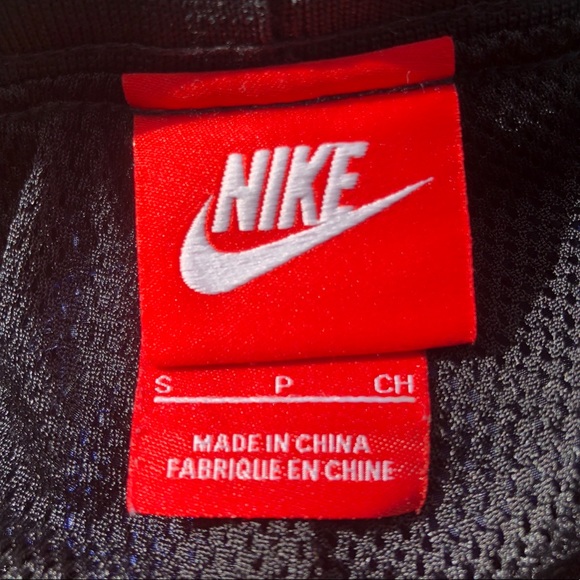 NIKE
S P CH
MADE IN CHINA
FABRIQUE EN CHINE